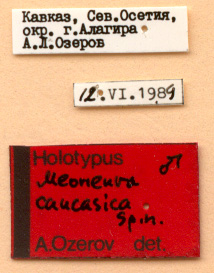 Кавказ, Сев.Осетия,
окр. г.Алагира
А.Л.Озеров
12.VI.1989
Holotypus ♂
Meoneura
caucasica
Spin.
A.Ozerov det.